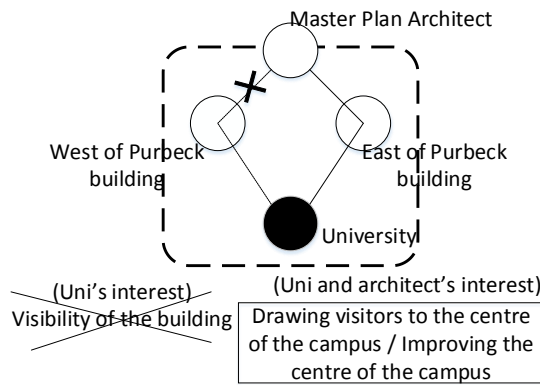 Master Plan Architect
West of Purbeck
building
East of Purbeck
building
University
(Uni's interest)
Visibility of the building
(Uni and architect's interest)
Drawing visitors to the centre
of the campus / Improving the
centre of the campus